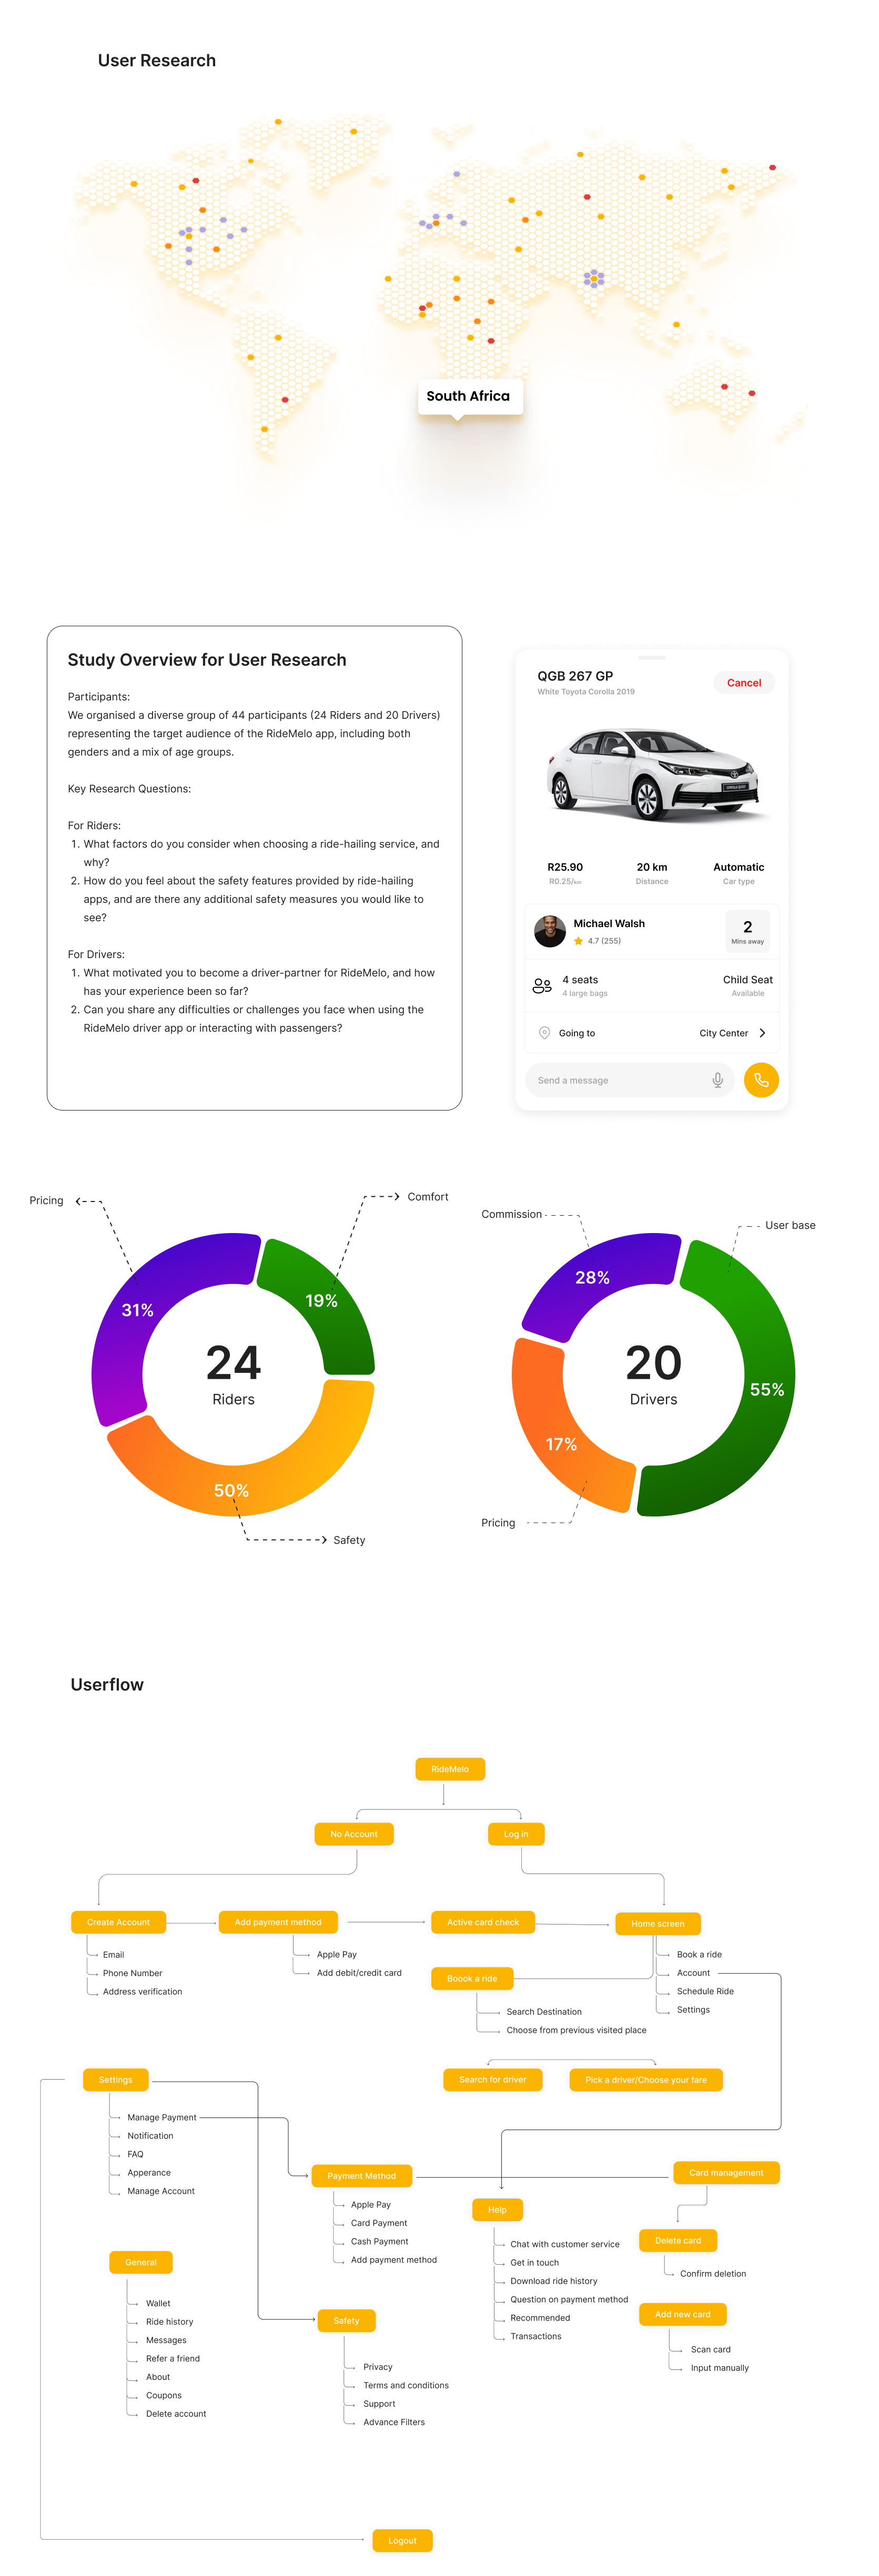 User Research
South Africa
Study Overview for User Research
Participants:
We organised a diverse group of 44 participants (24 Riders and 20 Drivers)
representing the target audience of the RideMelo app, including both
genders and a mix of age groups.
Key Research Questions:
For Riders:
1. What factors do you consider when choosing a ride-hailing service, and
why?
2. How do you feel about the safety features provided by ride-hailing
apps, and are there any additional safety measures you would like to
see?
For Drivers:
1. What motivated you to become a driver-partner for RideMelo, and how
has your experience been so far?
2. Can you share any difficulties or challenges you face when using the
RideMelo driver app or interacting with passengers?
QGB 267 GP
White Toyota Corolla 2019
Cancel
R25.90
R0.25/km
20 km
Distance
Automatic
Car type
Michael Walsh
4.7 (255)
2
Mins away
4 seats
4 large bags
Child Seat
Available
Going to
City Center
Send a message
Pricing
Comfort
31%
19%
24
Riders
50%
Safety
Commission
User base
28%
20
Drivers
55%
17%
Pricing
Userflow
RideMelo
No Account
Log in
Create Account
Add payment method
Active card check
Home screen
Email
Phone Number
Address verification
Apple Pay
Add debit/credit card
Boook a ride
Search Destination
Choose from previous visited place
Book a ride
Account
Schedule Ride
Settings
Settings
Search for driver
Pick a driver/Choose your fare
Manage Payment
Notification
FAQ
Apperance
Manage Account
Payment Method
Apple Pay
Card Payment
Cash Payment
Add payment method
Help
Chat with customer service
Get in touch
Download ride history
Question on payment method
Recommended
Transactions
Card management
Delete card
Confirm deletion
Add new card
Scan card
Input manually
General
Wallet
Ride history
Messages
Refer a friend
About
Coupons
Delete account
Safety
Privacy
Terms and conditions
Support
Advance Filters
Logout